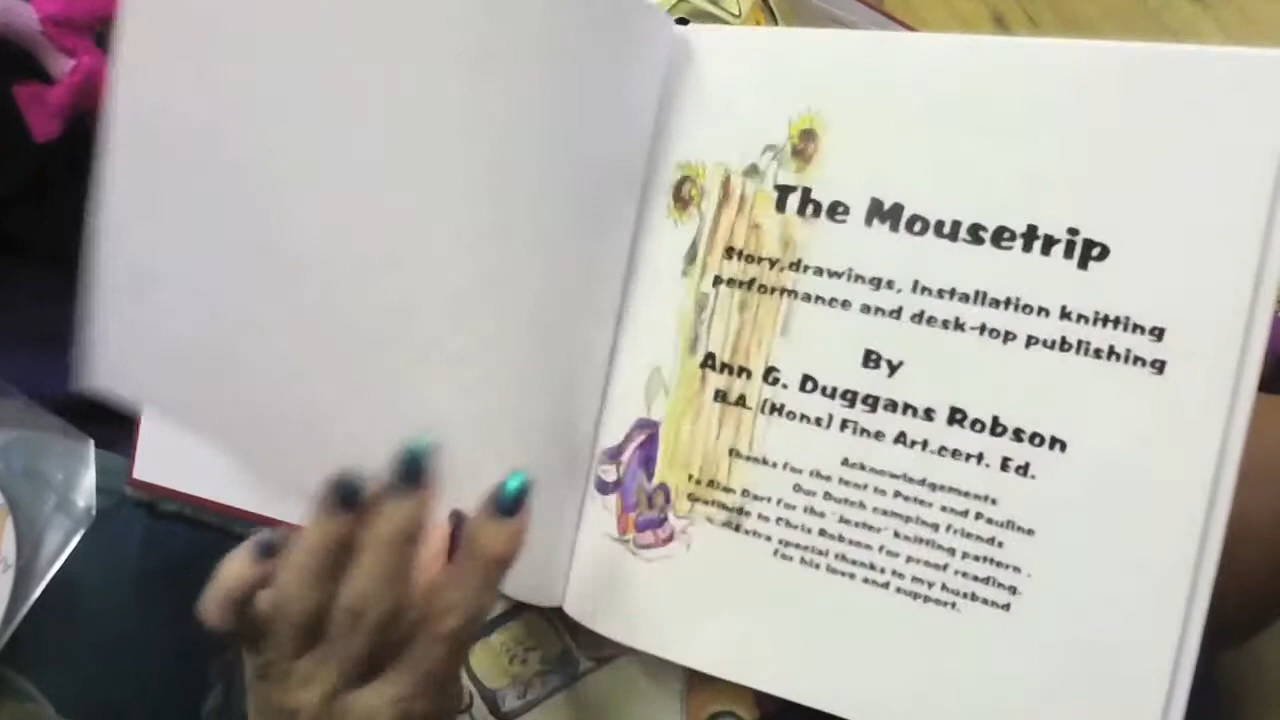 The Mousetrip
Story,drawings, Installation knitting
performance and desk-top publishing
By
Ann G. Duggans Robson
B.A. (Hons) Fine Art.cert. Ed.
Acknowledgements
Thanks for the tent to Peter and Pauline
Our Dutch camping friends
To Alan Dart for the 'Jester' knitting pattern .
Gratitude to Chris Robson for proof reading.
Extra special thanks to my husband
for his love and support.